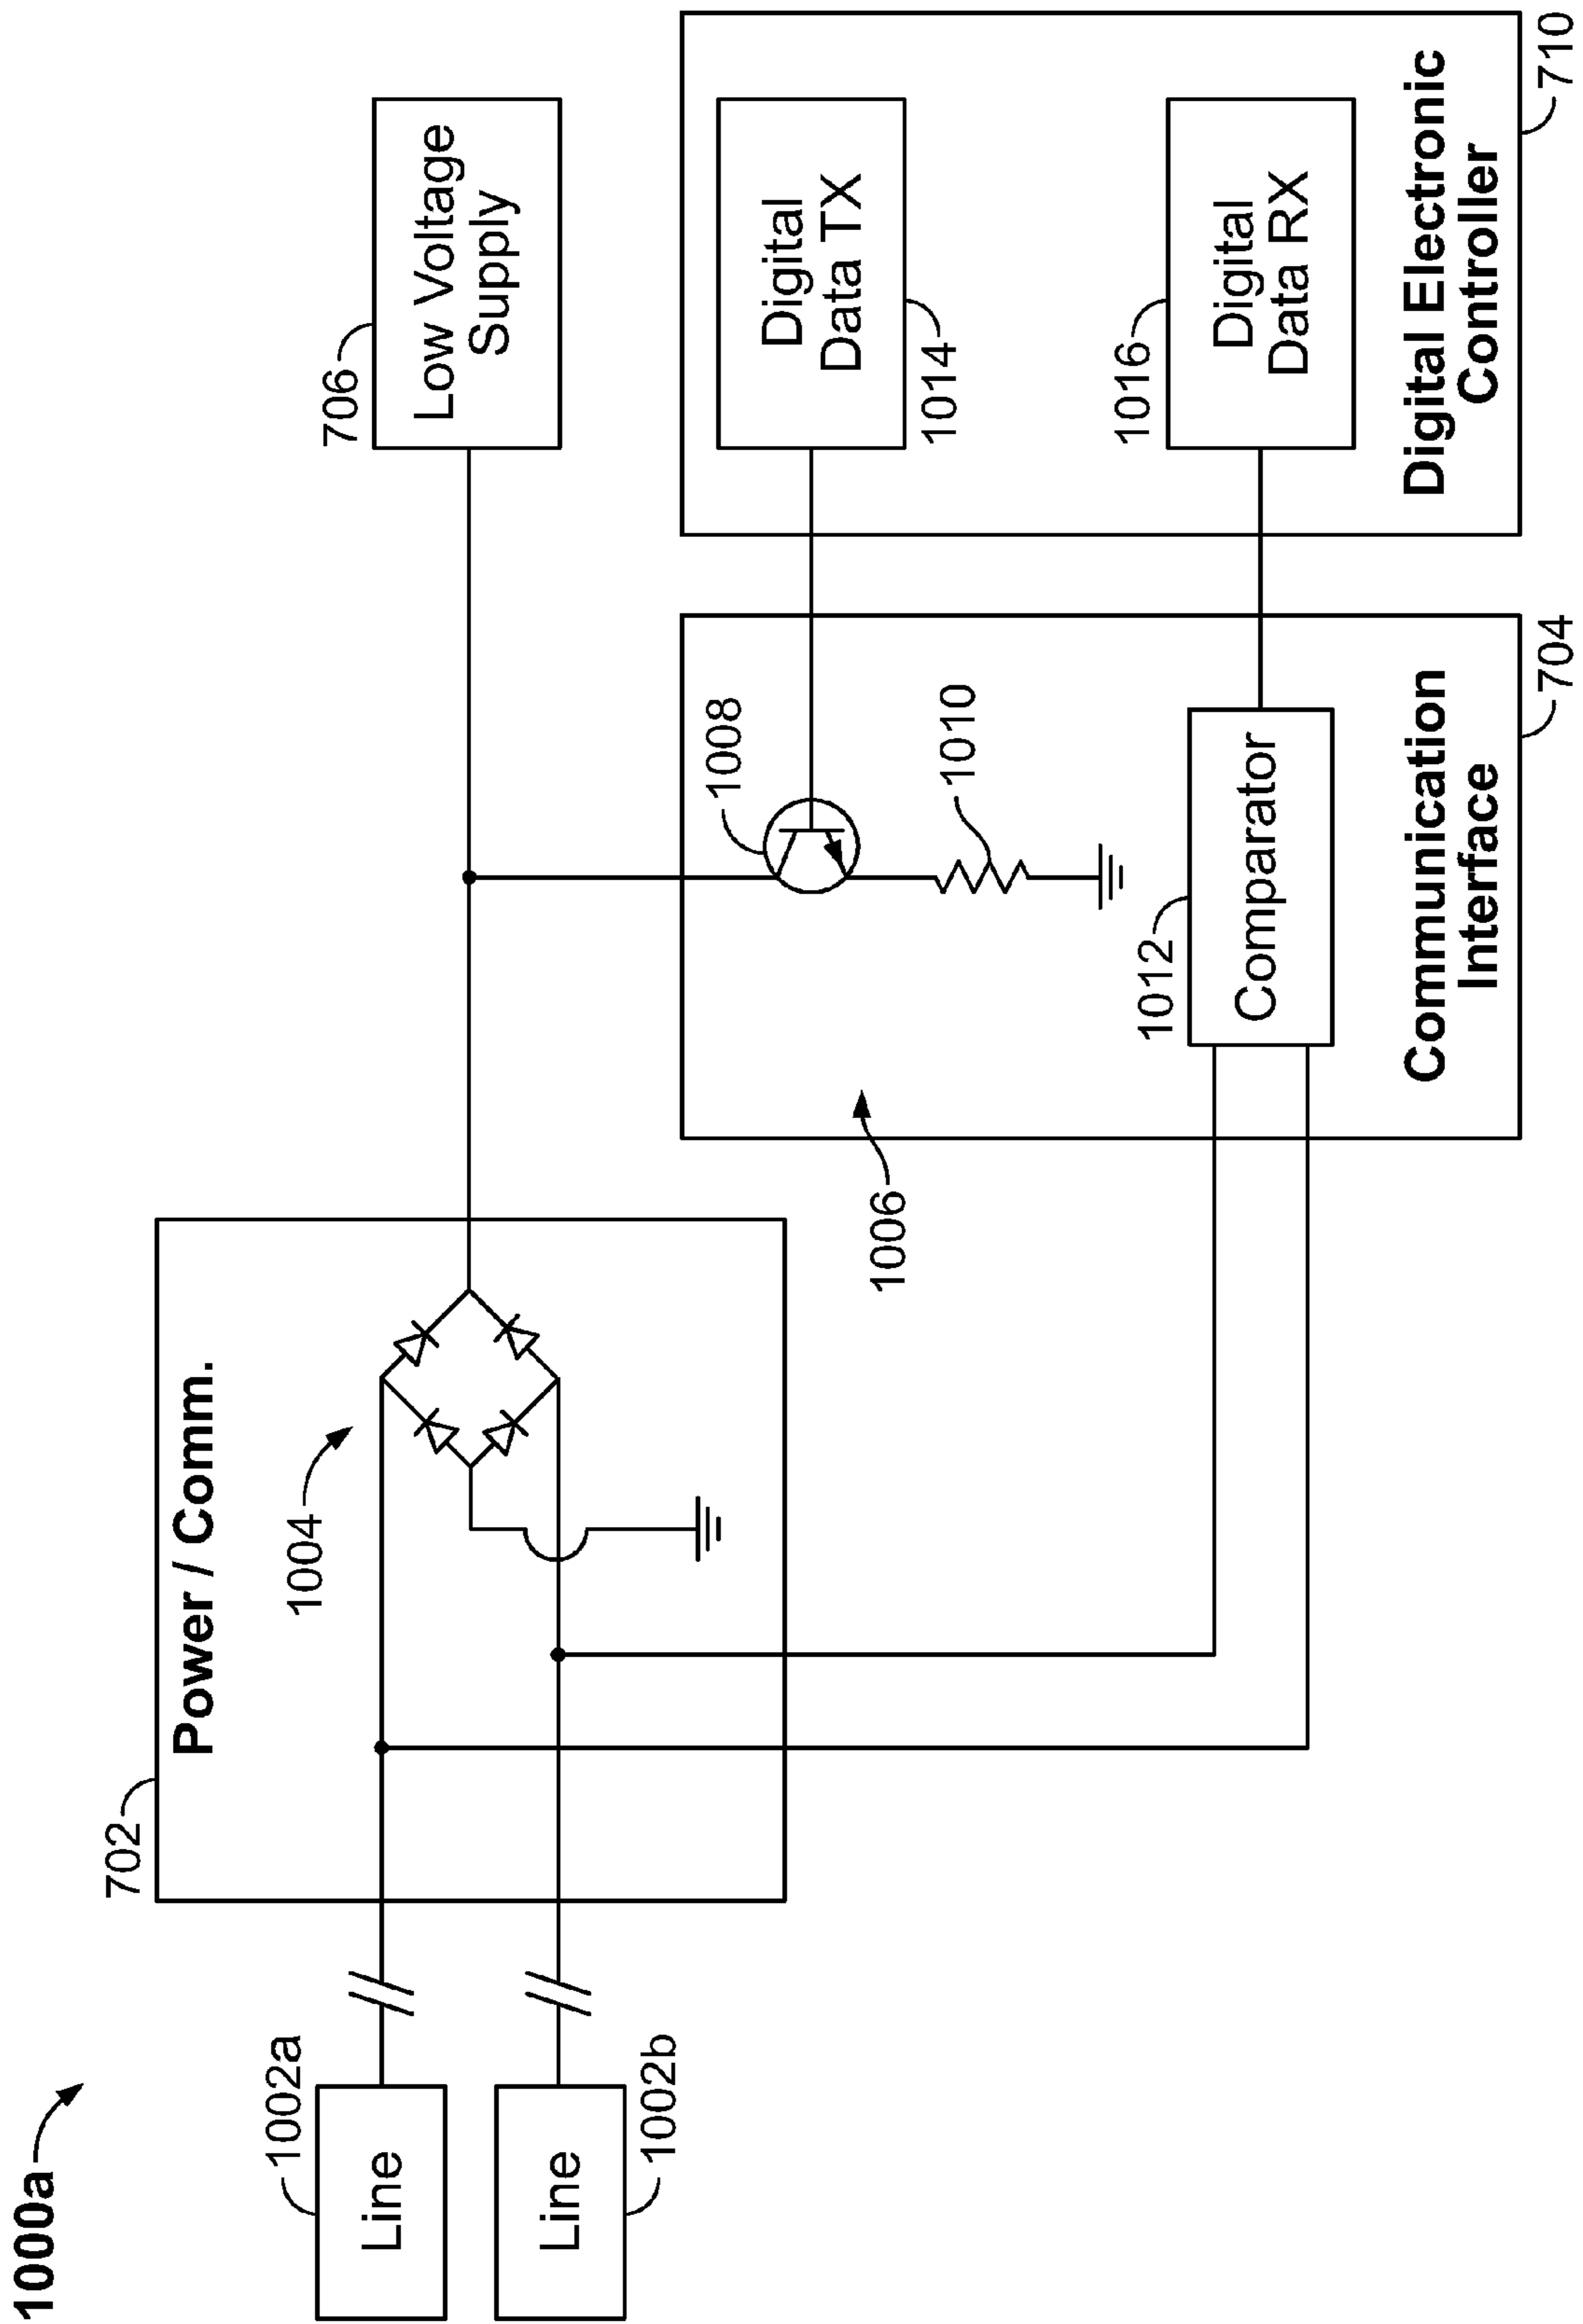 1000a
702
Power / Comm.
1002a
Line
1004
Line
1002b
706
Low Voltage
Supply
1006
1008
1010
1012
Comparator
Communication
Interface
704
Digital
Data TX
1014
1016
Digital
Data RX
Digital Electronic
Controller
710